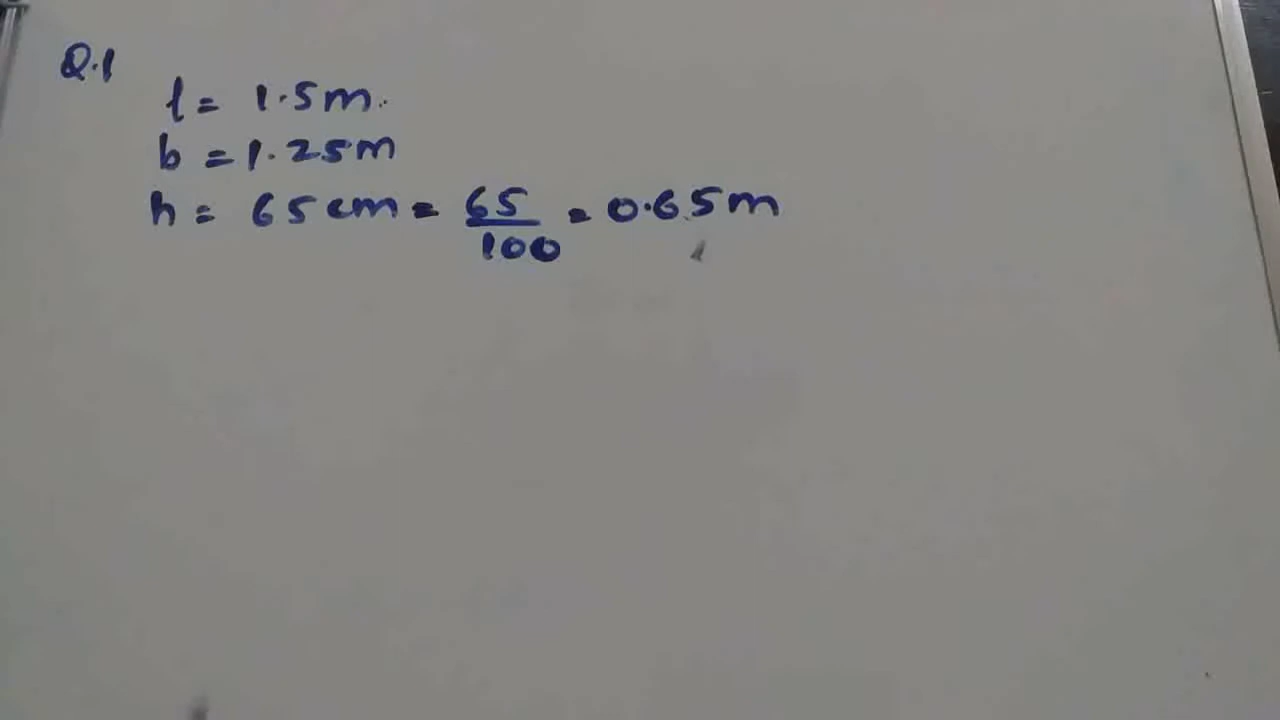 Q.1
l = 1.5m.
b = 1.25m
h = 65cm = 65/100 = 0.65m